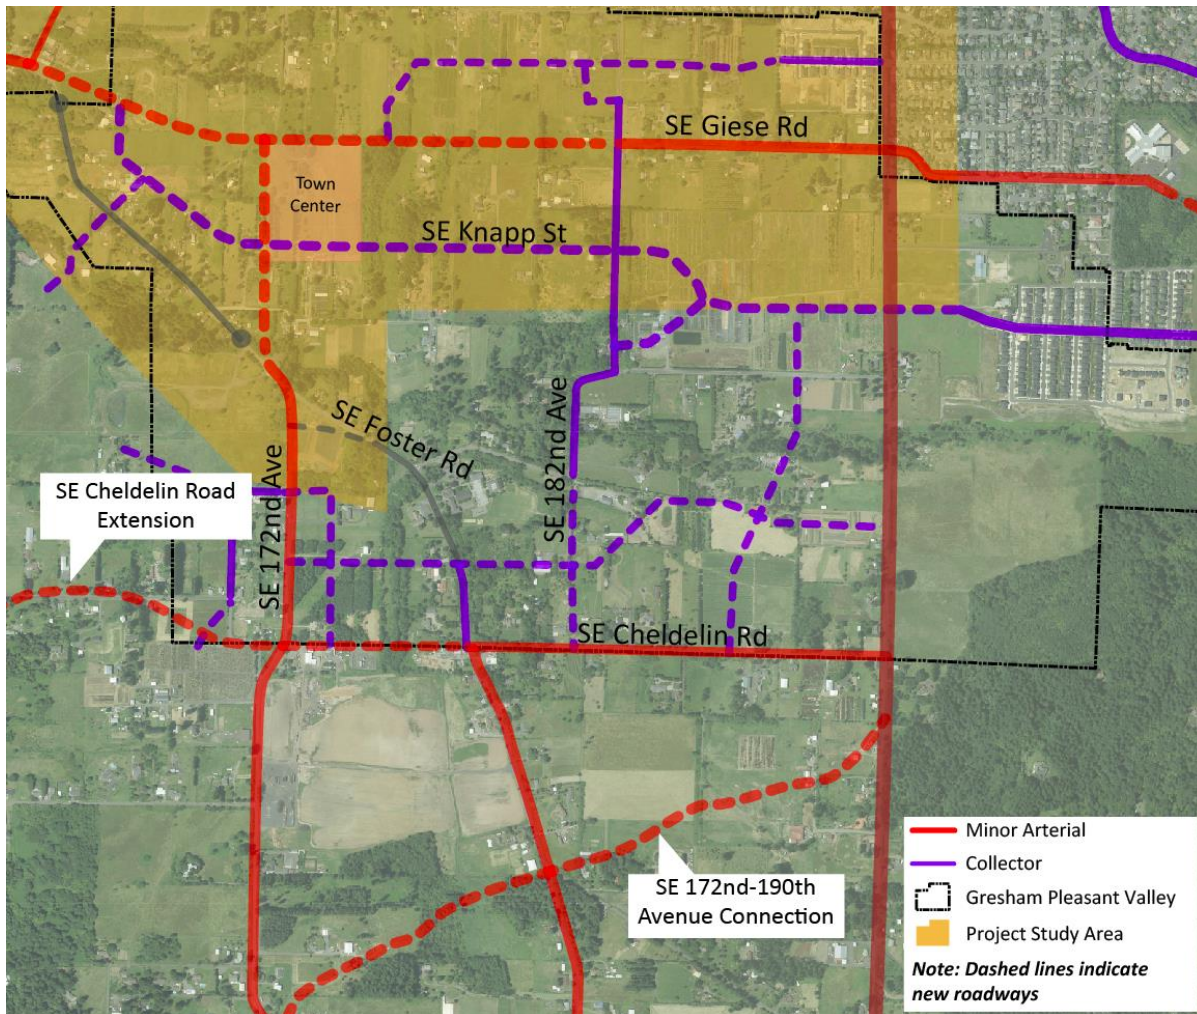 SE Giese Rd
Town
Center
SE Knapp St
SE Foster Rd
SE 182nd Ave
SE 172nd Ave
SE Cheldelin Road
Extension
SE Cheldelin Rd
SE 172nd-190th
Avenue Connection
Minor Arterial
Collector
Gresham Pleasant Valley
Project Study Area
Note: Dashed lines indicate
new roadways